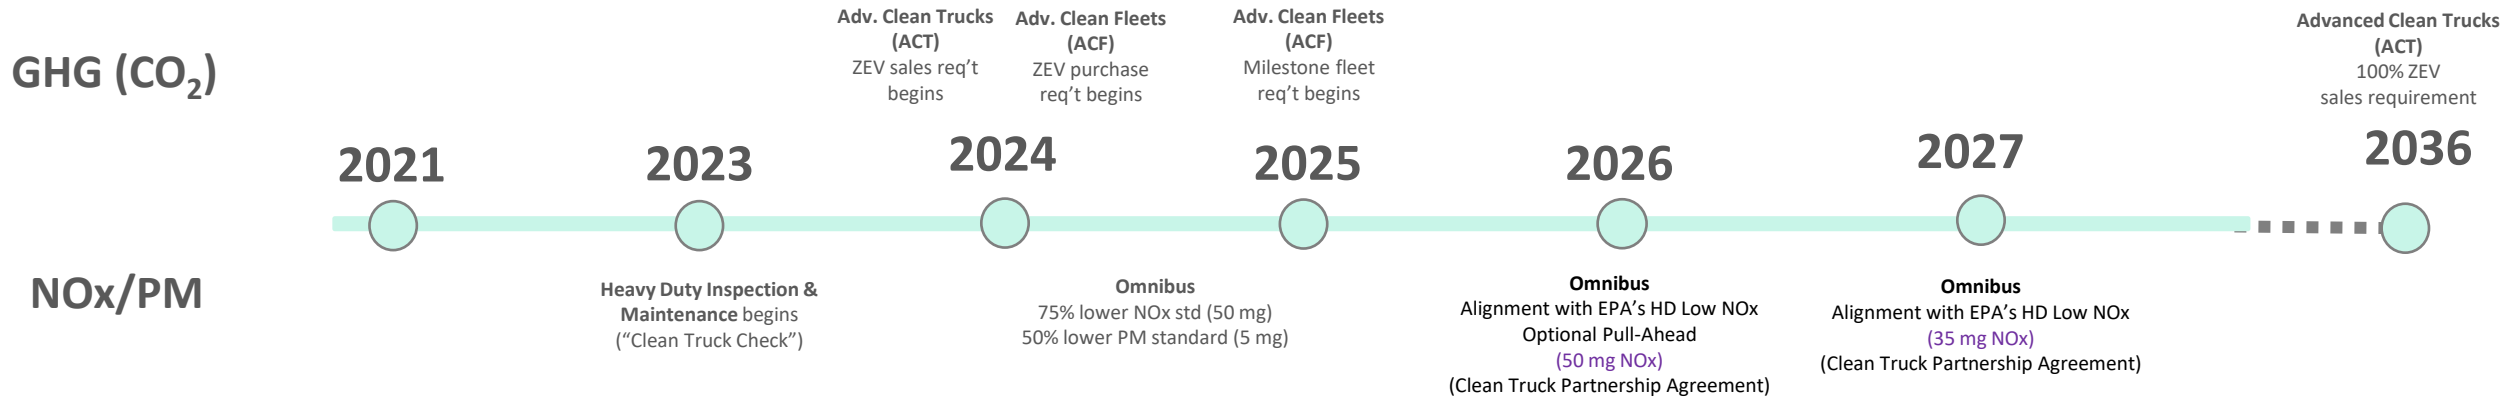 GHG (CO₂)
Adv. Clean Trucks
(ACT)
ZEV sales req't
begins
Adv. Clean Fleets
(ACF)
ZEV purchase
req't begins
Adv. Clean Fleets
(ACF)
Milestone fleet
req't begins
Advanced Clean Trucks
(ACT)
100% ZEV
sales requirement
2021
2023
2024
2025
2026
2027
2036
NOx/PM
Heavy Duty Inspection &
Maintenance begins
("Clean Truck Check")
Omnibus
75% lower NOx std (50 mg)
50% lower PM standard (5 mg)
Omnibus
Alignment with EPA's HD Low NOx
Optional Pull-Ahead
(50 mg NOx)
(Clean Truck Partnership Agreement)
Omnibus
Alignment with EPA's HD Low NOx
(35 mg NOx)
(Clean Truck Partnership Agreement)